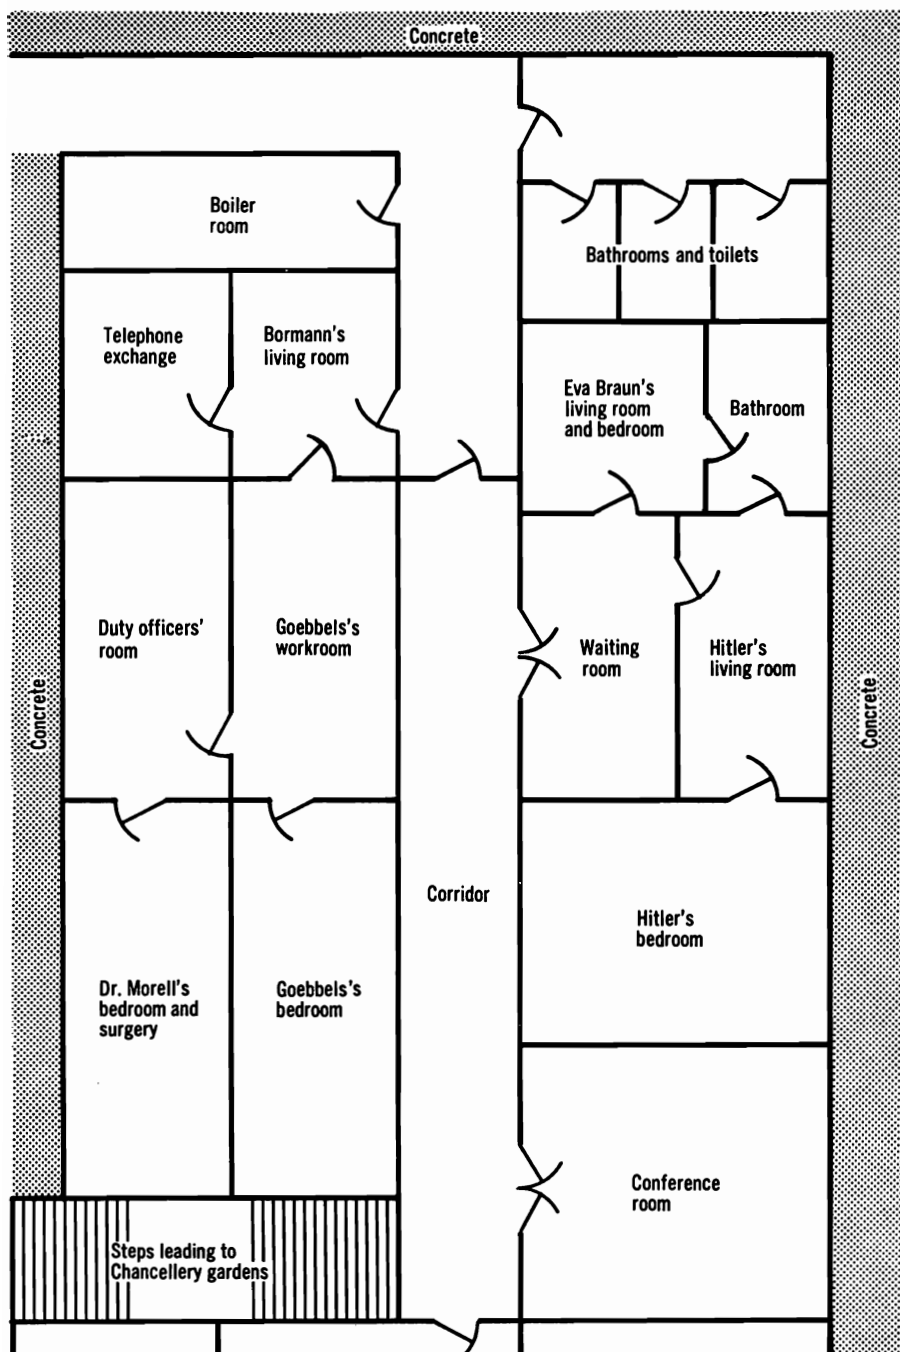 Concrete
Boiler
room
Bathrooms and toilets
Telephone
exchange
Bormann's
living room
Eva Braun's
living room
and bedroom
Bathroom
Duty officers'
room
Goebbels's
workroom
Waiting
room
Hitler's
living room
Concrete
Concrete
Corridor
Hitler's
bedroom
Dr. Morell's
bedroom and
surgery
Goebbels's
bedroom
Conference
room
Steps leading to
Chancellery gardens